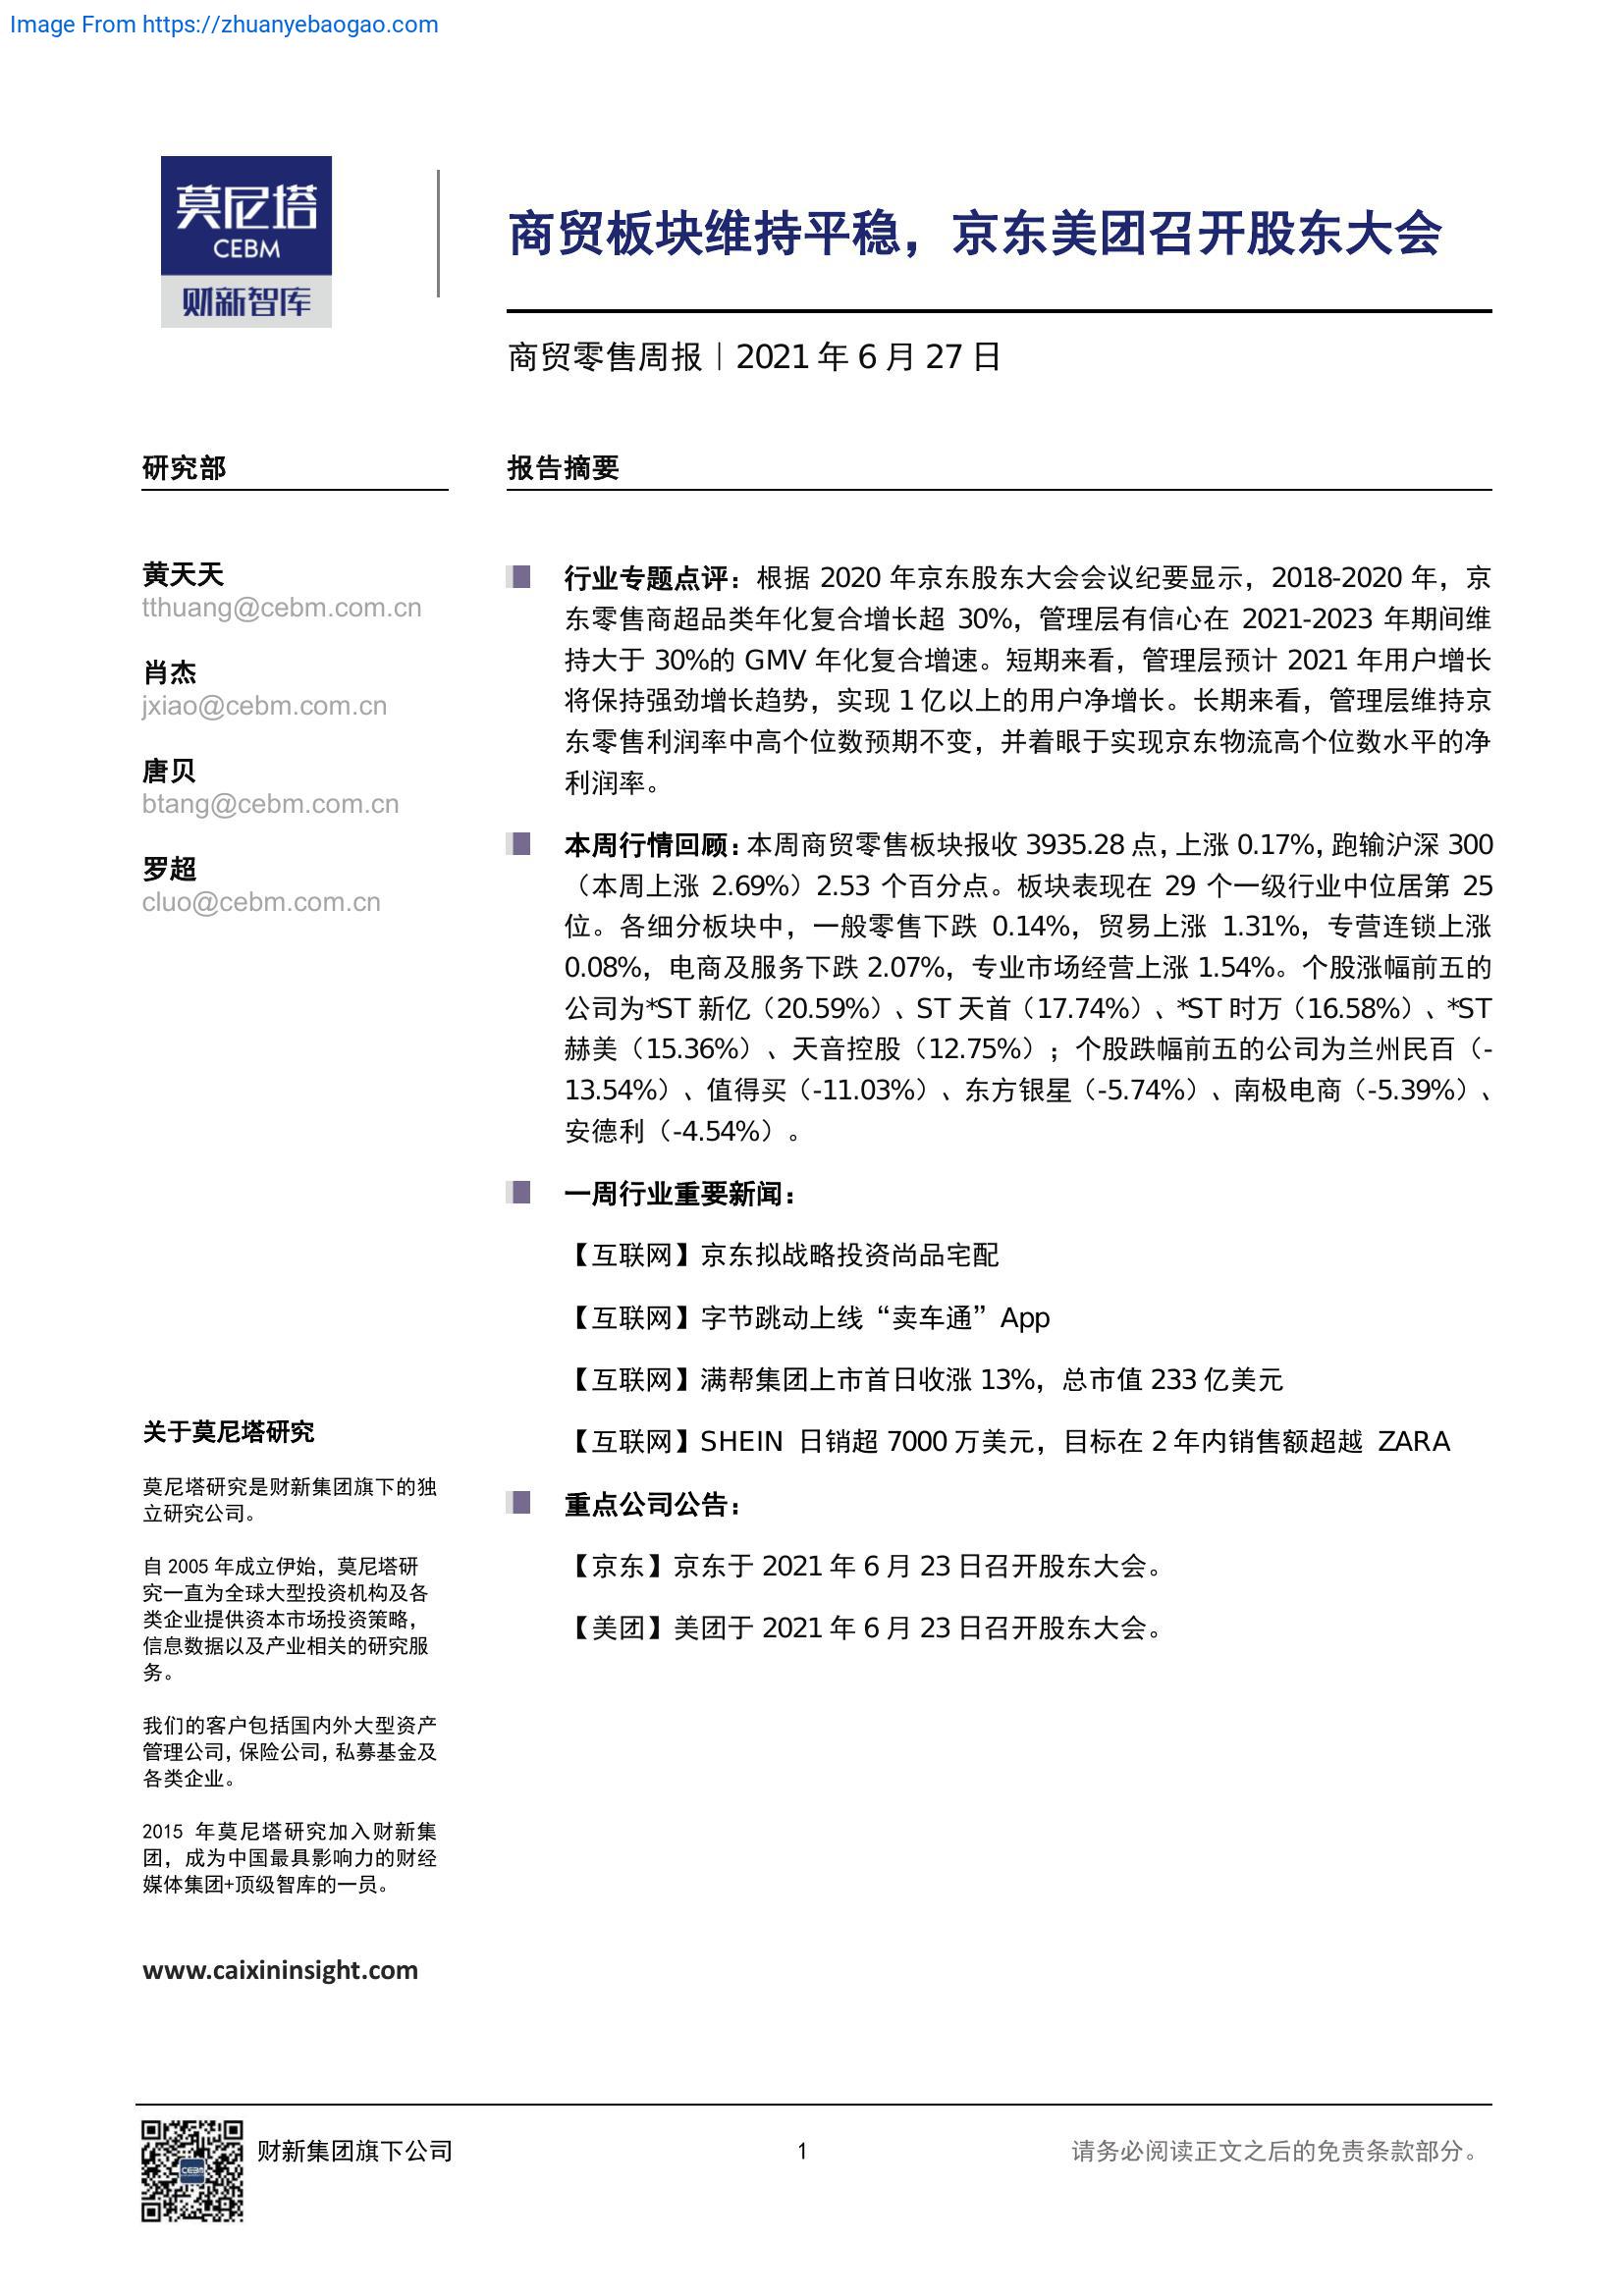 Image From https://zhuanyebaogao.com
莫尼塔
CEBM
财新智库
商贸板块维持平稳，京东美团召开股东大会
商贸零售周报︱2021 年 6 月 27 日
研究部
黄天天
tthuang@cebm.com.cn
肖杰
jxiao@cebm.com.cn
唐贝
btang@cebm.com.cn
罗超
cluo@cebm.com.cn
报告摘要
行业专题点评：根据 2020 年京东股东大会会议纪要显示，2018-2020 年，京
东零售商超品类年化复合增长超 30%，管理层有信心在 2021-2023 年期间维
持大于 30%的 GMV 年化复合增速。短期来看，管理层预计 2021 年用户增长
将保持强劲增长趋势，实现 1 亿以上的用户净增长。长期来看，管理层维持京
东零售利润率中高个位数预期不变，并着眼于实现京东物流高个位数水平的净
利润率。
本周行情回顾：本周商贸零售板块报收 3935.28 点，上涨 0.17%，跑输沪深 300
（本周上涨 2.69%）2.53 个百分点。板块表现在 29 个一级行业中位居第 25
位。各细分板块中，一般零售下跌 0.14%，贸易上涨 1.31%，专营连锁上涨
0.08%，电商及服务下跌 2.07%，专业市场经营上涨 1.54%。个股涨幅前五的
公司为*ST 新亿（20.59%）、ST 天首（17.74%）、*ST 时万（16.58%）、*ST
赫美（15.36%）、天音控股（12.75%）；个股跌幅前五的公司为兰州民百（-
13.54%）、值得买（-11.03%）、东方银星（-5.74%）、南极电商（-5.39%）、
安德利（-4.54%）。
一周行业重要新闻：
【互联网】京东拟战略投资尚品宅配
【互联网】字节跳动上线“卖车通”App
【互联网】满帮集团上市首日收涨 13%，总市值 233 亿美元
【互联网】SHEIN 日销超 7000 万美元，目标在 2 年内销售额超越 ZARA
重点公司公告：
【京东】京东于 2021 年 6 月 23 日召开股东大会。
【美团】美团于 2021 年 6 月 23 日召开股东大会。
关于莫尼塔研究
莫尼塔研究是财新集团旗下的独
立研究公司。
自 2005 年成立伊始，莫尼塔研
究一直为全球大型投资机构及各
类企业提供资本市场投资策略，
信息数据以及产业相关的研究服
务。
我们的客户包括国内外大型资产
管理公司，保险公司，私募基金及
各类企业。
2015 年莫尼塔研究加入财新集
团，成为中国最具影响力的财经
媒体集团+顶级智库的一员。
www.caixininsight.com
CEBM
财新集团旗下公司
1
请务必阅读正文之后的免责条款部分。